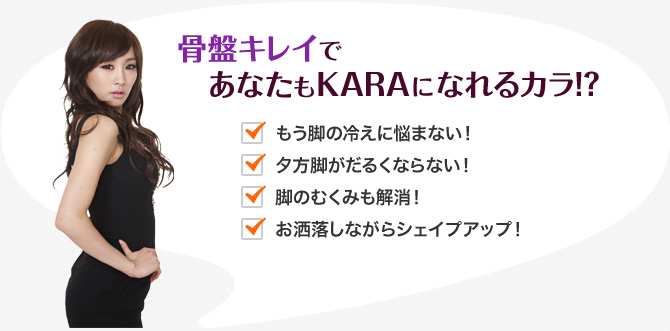 骨盤キレイで
あなたもKARAになれるカラ!?
もう脚の冷えに悩まない！
夕方脚がだるくならない！
脚のむくみも解消！
お洒落しながらシェイプアップ！